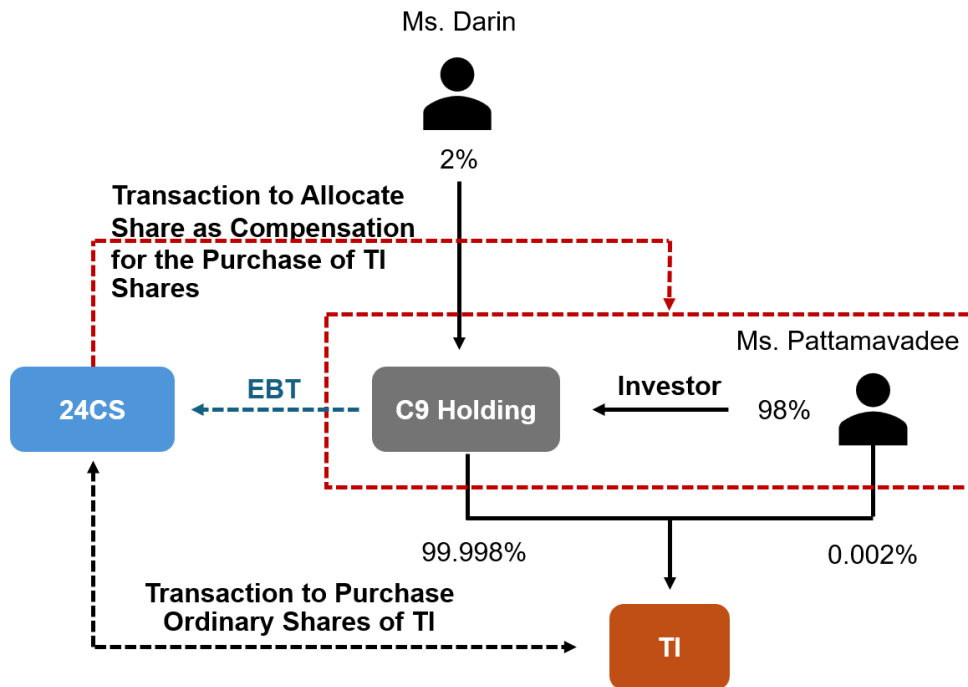 Ms. Darin
2%
Transaction to Allocate
Share as Compensation
for the Purchase of TI
Shares
Ms. Pattamavadee
24CS
EBT
C9 Holding
Investor
98%
99.998%
0.002%
Transaction to Purchase
Ordinary Shares of TI
TI